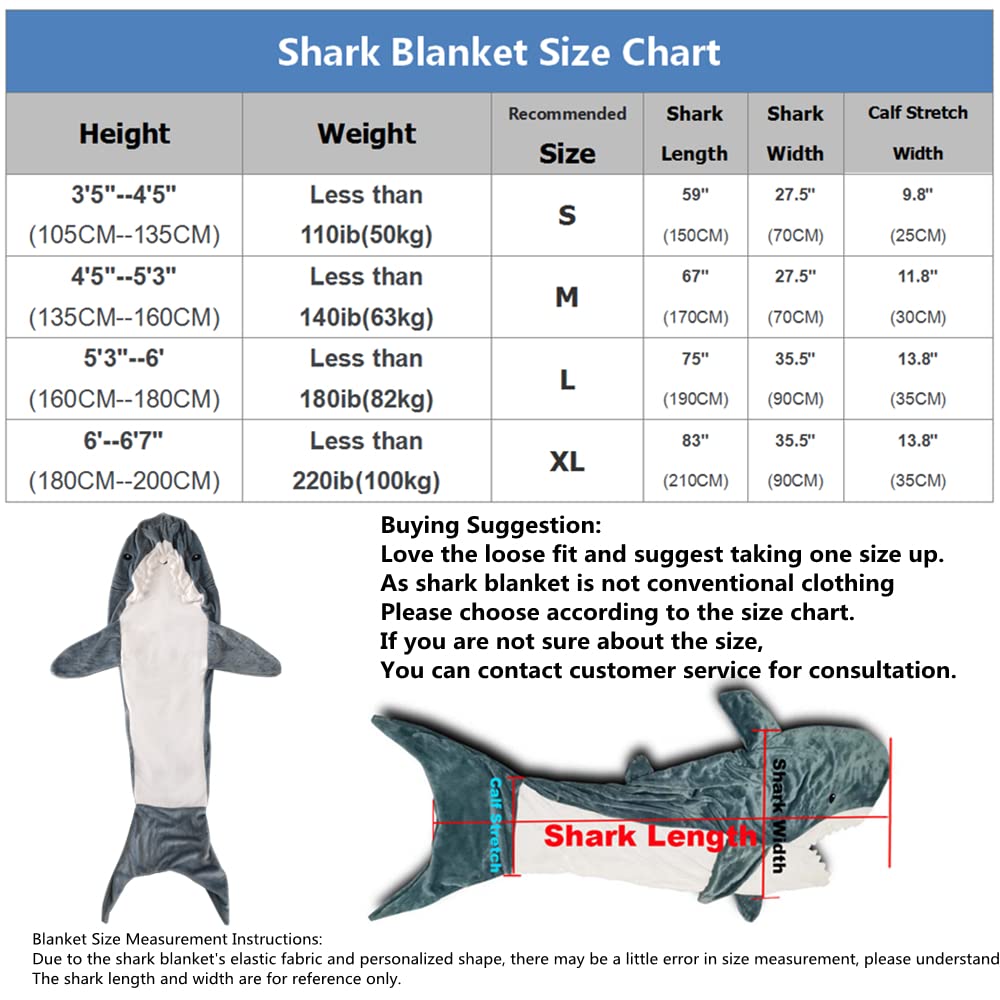 Shark Blanket Size Chart
Height Weight Recommended Size Shark Length Shark Width Calf Stretch Width
3'5"--4'5" (105CM--135CM) Less than 110ib(50kg) S 59" (150CM) 27.5" (70CM) 9.8" (25CM)
4'5"--5'3" (135CM--160CM) Less than 140ib(63kg) M 67" (170CM) 27.5" (70CM) 11.8" (30CM)
5'3"--6' (160CM--180CM) Less than 180ib(82kg) L 75" (190CM) 35.5" (90CM) 13.8" (35CM)
6'--6'7" (180CM--200CM) Less than 220ib(100kg) XL 83" (210CM) 35.5" (90CM) 13.8" (35CM)
Buying Suggestion:
Love the loose fit and suggest taking one size up.
As shark blanket is not conventional clothing
Please choose according to the size chart.
If you are not sure about the size,
You can contact customer service for consultation.
Calf Stretch
Shark Length
Shark Width
Blanket Size Measurement Instructions:
Due to the shark blanket's elastic fabric and personalized shape, there may be a little error in size measurement, please understand
The shark length and width are for reference only.